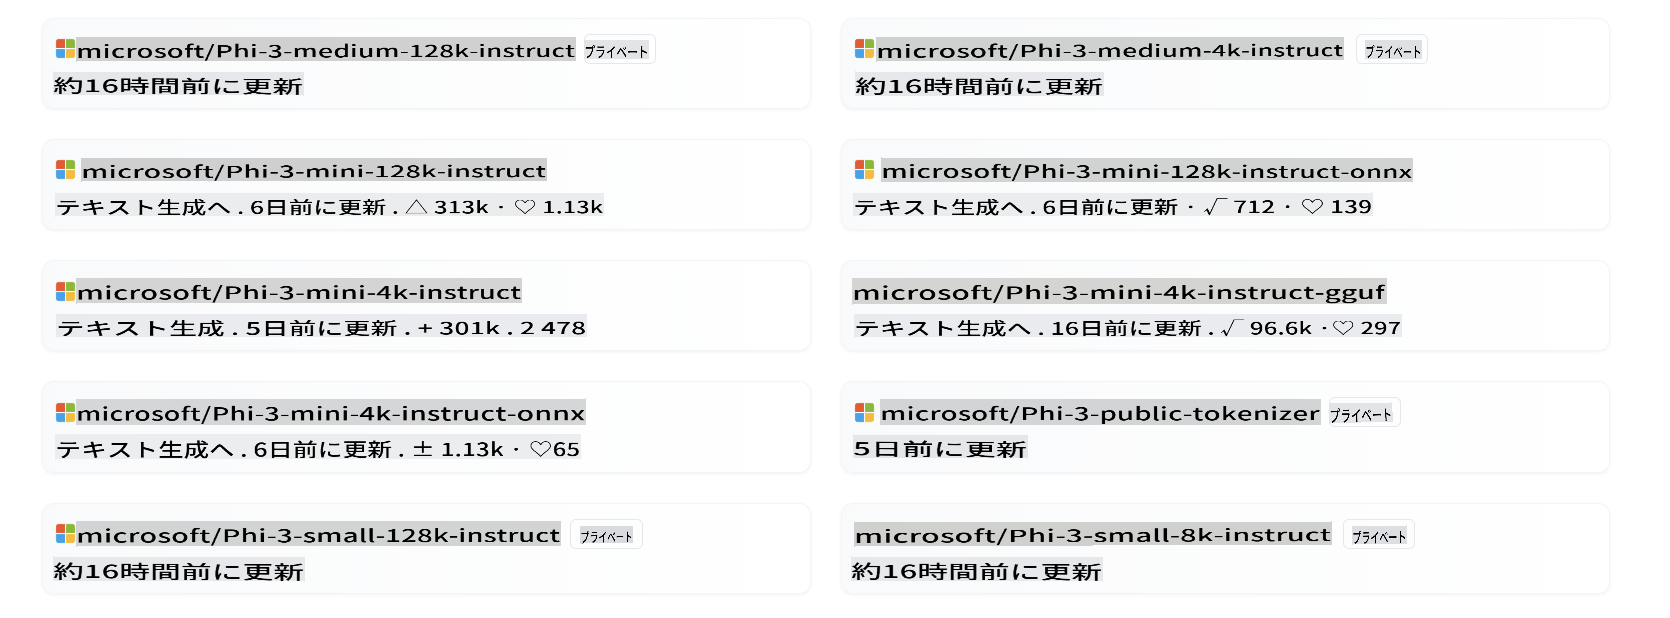 microsoft/Phi-3-medium-128k-instruct プライベート
約16時間前に更新
microsoft/Phi-3-medium-4k-instruct プライベート
約16時間前に更新
microsoft/Phi-3-mini-128k-instruct
テキスト生成へ . 6日前に更新 . △ 313k · ♡ 1.13k
microsoft/Phi-3-mini-128k-instruct-onnx
テキスト生成へ . 6日前に更新 · √ 712 · ♡ 139
microsoft/Phi-3-mini-4k-instruct
テキスト生成 . 5日前に更新 . + 301k . 2 478
microsoft/Phi-3-mini-4k-instruct-gguf
テキスト生成へ . 16日前に更新 . √ 96.6k · ♡ 297
microsoft/Phi-3-mini-4k-instruct-onnx
テキスト生成へ . 6日前に更新 . ± 1.13k · ♡65
microsoft/Phi-3-public-tokenizer プライベート
5日前に更新
microsoft/Phi-3-small-128k-instruct プライベート
約16時間前に更新
microsoft/Phi-3-small-8k-instruct プライベート
約16時間前に更新